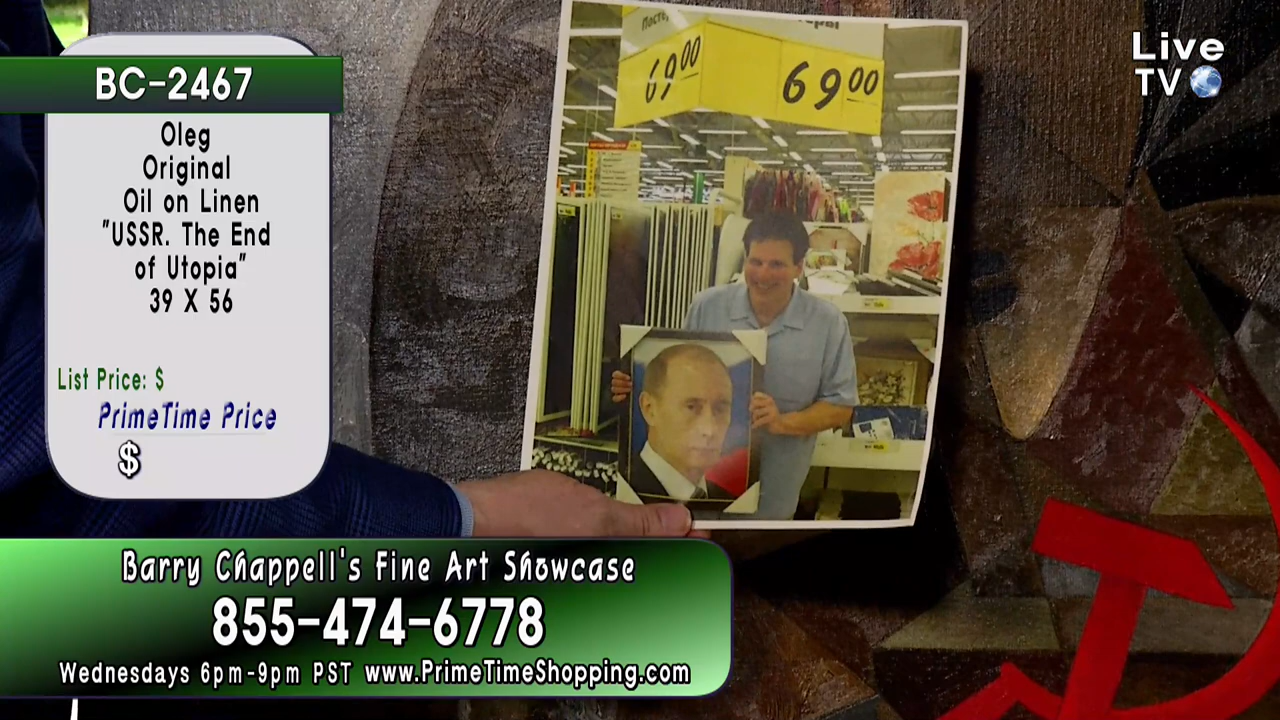 BC-2467
Oleg
Original
Oil on Linen
"USSR. The End
of Utopia"
39 X 56
List Price: $
PrimeTime Price
$
Live
TV
69 00
69 00
Barry Chappell's Fine Art Showcase
855-474-6778
Wednesdays 6pm-9pm PST www.PrimeTimeShopping.com